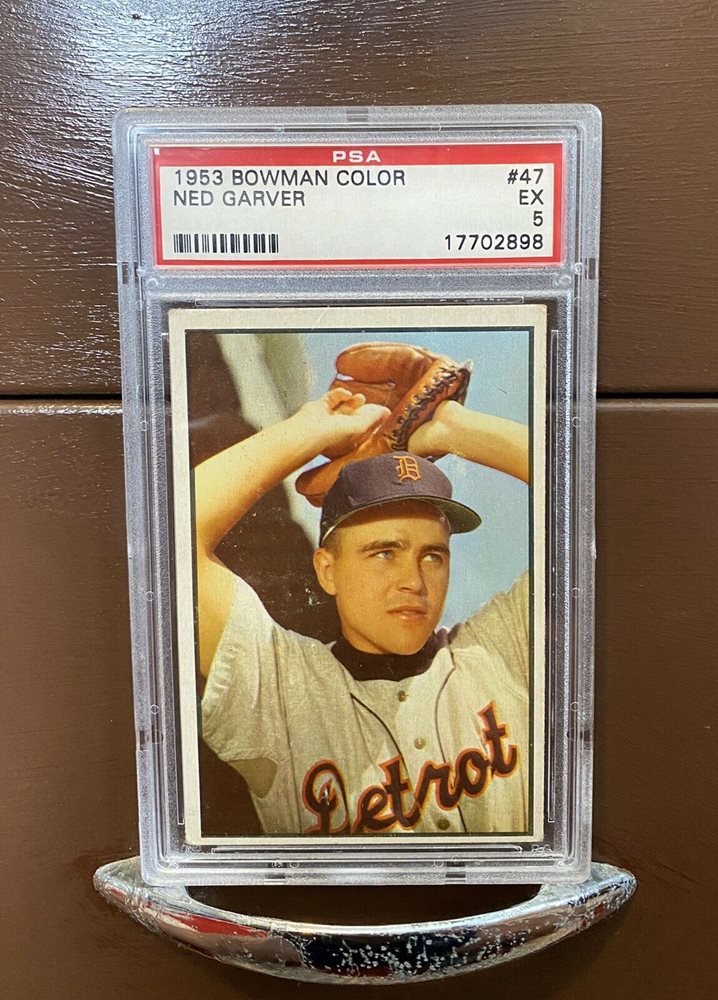 PSA
1953 BOWMAN COLOR #47
NED GARVER EX
5
17702898
D
Detroit